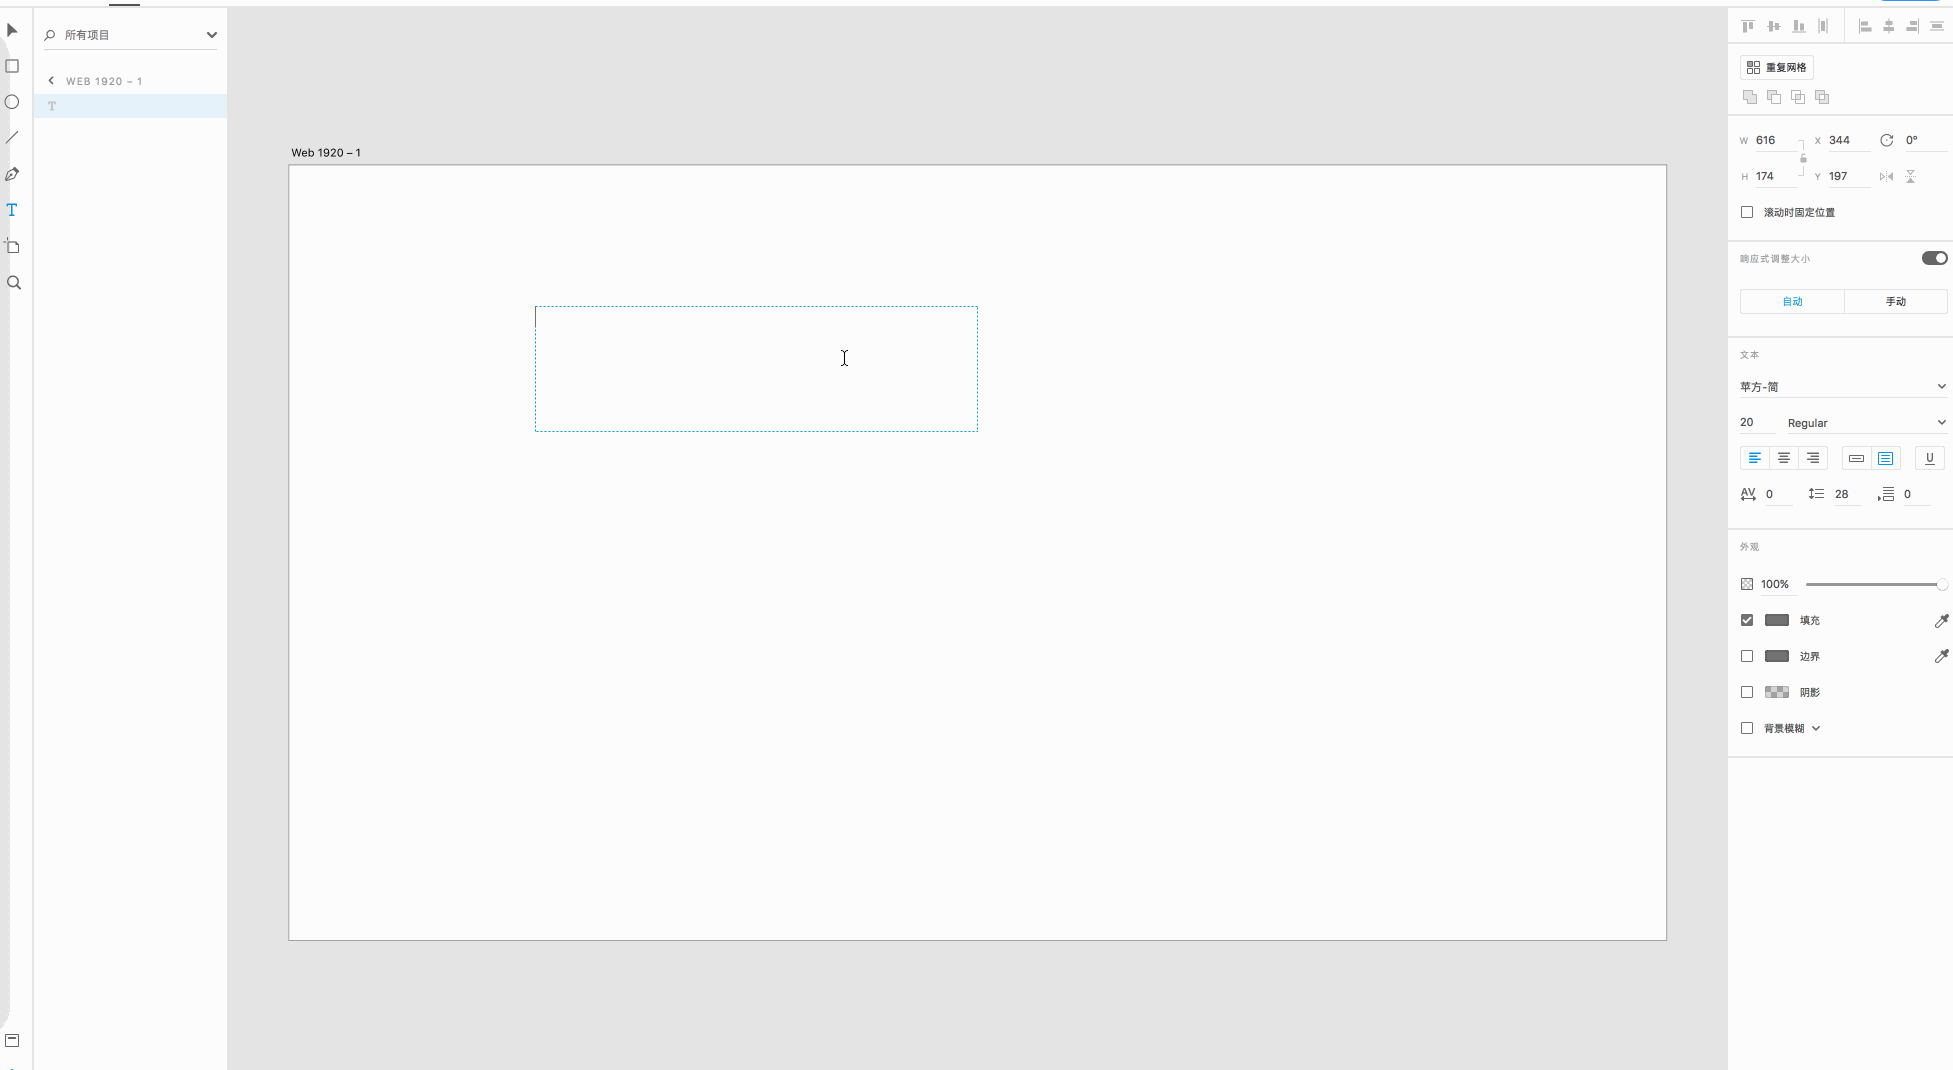 所有项目
WEB 1920 – 1
T
Web 1920 – 1
重复网格
W 616 X 344 0°
H 174 Y 197
滚动时固定位置
响应式调整大小
自动 手动
文本
苹方-简
20 Regular
U
AV 0 28 0
外观
100%
填充
边界
阴影
背景模糊